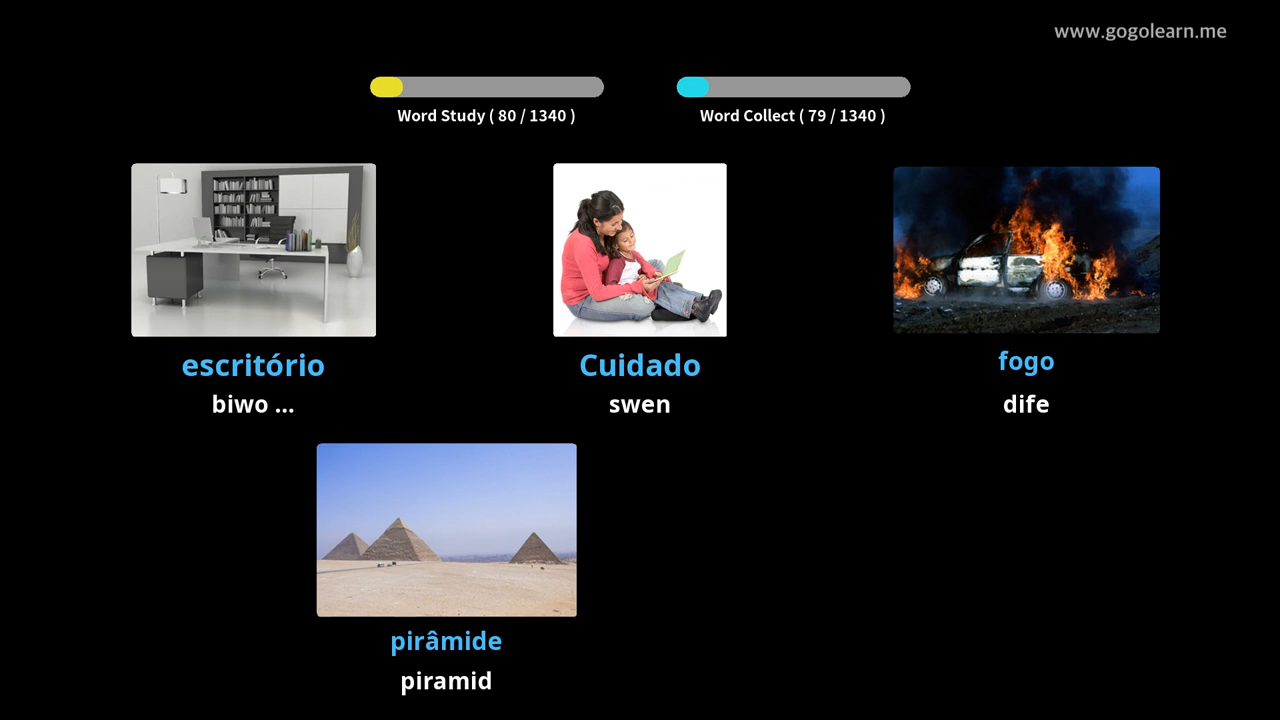 www.gogolearn.me
Word Study ( 80 / 1340 )
Word Collect ( 79 / 1340 )
escritório
biwo ...
Cuidado
swen
fogo
dife
pirâmide
piramid